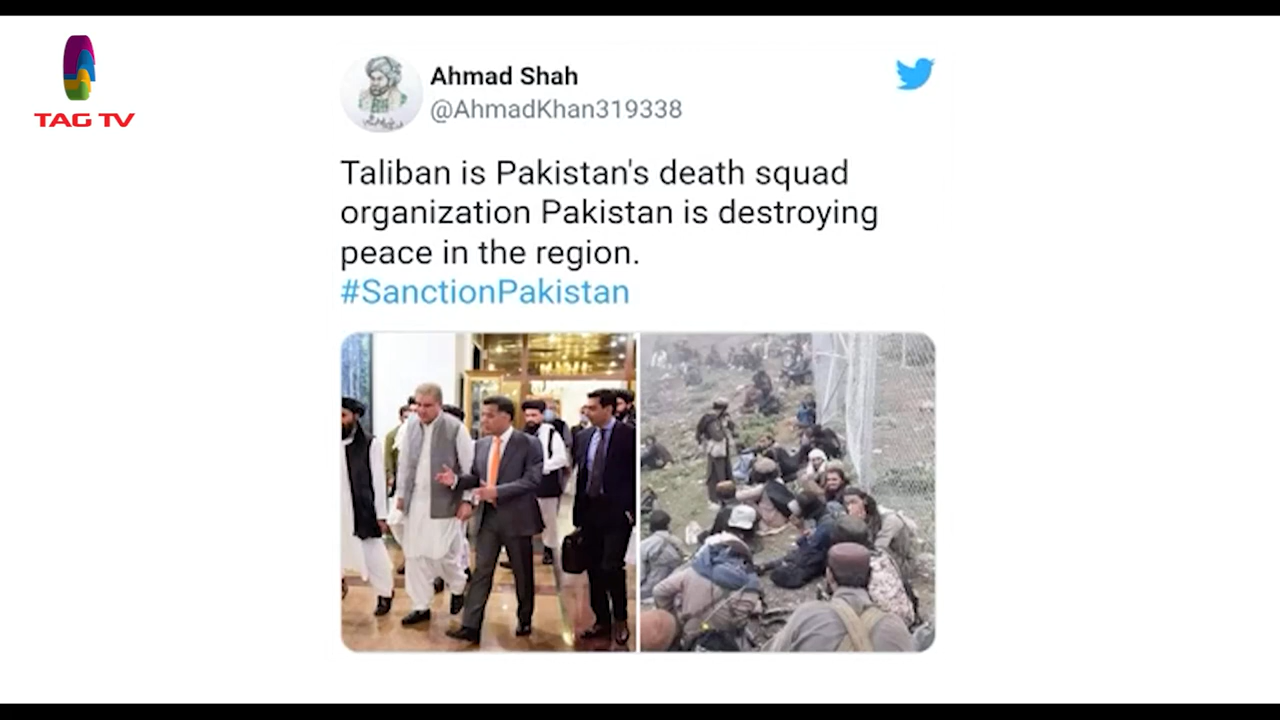 TAG TV
Ahmad Shah
@AhmadKhan319338
Taliban is Pakistan's death squad
organization Pakistan is destroying
peace in the region.
#SanctionPakistan